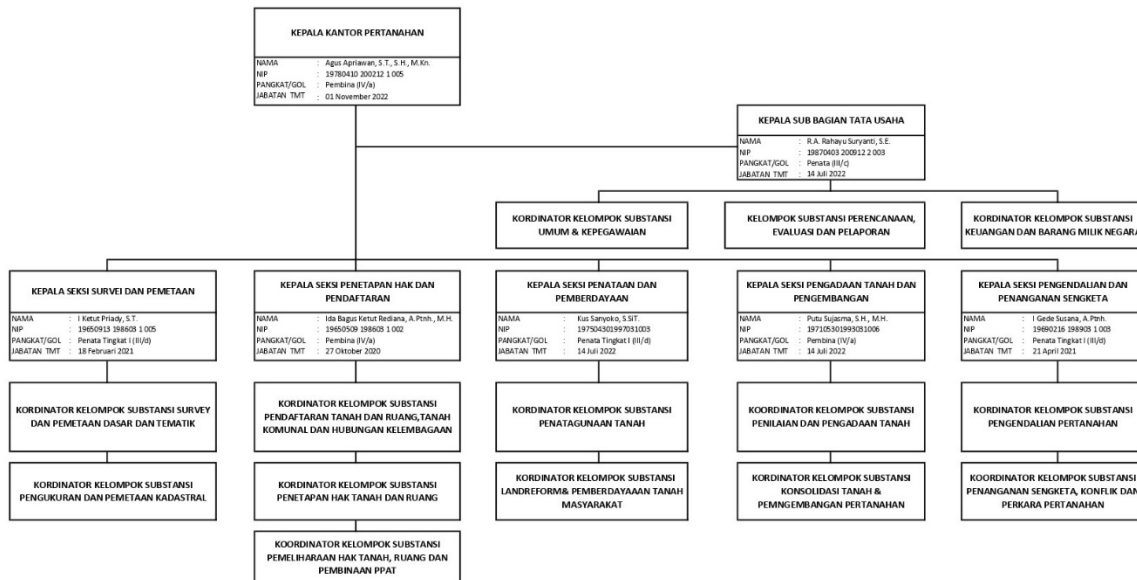 KEPALA KANTOR PERTANAHAN
NAMA : Agus Apriawan, S.T., S.H., M.Kn.
NIP : 19780410 200212 1 005
PANGKAT/GOL : Pembina (IV/a)
JABATAN TMT : 01 November 2022
KEPALA SUB BAGIAN TATA USAHA
NAMA : R.A. Rahayu Suryanti, S.E.
NIP : 19870403 200912 2 003
PANGKAT/GOL : Penata (III/c)
JABATAN TMT : 14 Juli 2022
KORDINATOR KELOMPOK SUBSTANSI
UMUM & KEPEGAWAIAN
KELOMPOK SUBSTANSI PERENCANAAN,
EVALUASI DAN PELAPORAN
KORDINATOR KELOMPOK SUBSTANSI
KEUANGAN DAN BARANG MILIK NEGARA
KEPALA SEKSI SURVEI DAN PEMETAAN
NAMA : I Ketut Priady, S.T.
NIP : 19650913 198603 1 005
PANGKAT/GOL : Penata Tingkat I (III/d)
JABATAN TMT : 18 Februari 2021
KEPALA SEKSI PENETAPAN HAK DAN
PENDAFTARAN
NAMA : Ida Bagus Ketut Rediana, A.Ptnh., M.H.
NIP : 19650509 198603 1 002
PANGKAT/GOL : Pembina (IV/a)
JABATAN TMT : 27 Oktober 2020
KEPALA SEKSI PENATAAN DAN
PEMBERDAYAAN
NAMA : Kus Sanyoko, S.SiT.
NIP : 197504301997031003
PANGKAT/GOL : Penata Tingkat I (III/d)
JABATAN TMT : 14 Juli 2022
KEPALA SEKSI PENGADAAN TANAH DAN
PENGEMBANGAN
NAMA : Putu Sujasma, S.H., M.H.
NIP : 197105301993031006
PANGKAT/GOL : Pembina (IV/a)
JABATAN TMT : 14 Juli 2022
KEPALA SEKSI PENGENDALIAN DAN
PENANGANAN SENGKETA
NAMA : I Gede Susana, A.Ptnh.
NIP : 19690216 198903 1 003
PANGKAT/GOL : Penata Tingkat I (III/d)
JABATAN TMT : 21 April 2021
KORDINATOR KELOMPOK SUBSTANSI SURVEY
DAN PEMETAAN DASAR DAN TEMATIK
KORDINATOR KELOMPOK SUBSTANSI
PENDAFTARAN TANAH DAN RUANG,TANAH
KOMUNAL DAN HUBUNGAN KELEMBAGAAN
KORDINATOR KELOMPOK SUBSTANSI
PENATAGUNAAN TANAH
KOORDINATOR KELOMPOK SUBSTANSI
PENILAIAN DAN PENGADAAN TANAH
KORDINATOR KELOMPOK SUBSTANSI
PENGENDALIAN PERTANAHAN
KORDINATOR KELOMPOK SUBSTANSI
PENGUKURAN DAN PEMETAAN KADASTRAL
KORDINATOR KELOMPOK SUBSTANSI
PENETAPAN HAK TANAH DAN RUANG
KORDINATOR KELOMPOK SUBSTANSI
LANDREFORM& PEMBERDAYAAAN TANAH
MASYARAKAT
KORDINATOR KELOMPOK SUBSTANSI
KONSOLIDASI TANAH &
PEMNGEMBANGAN PERTANAHAN
KOORDINATOR KELOMPOK SUBSTANSI
PENANGANAN SENGKETA, KONFLIK DAN
PERKARA PERTANAHAN
KOORDINATOR KELOMPOK SUBSTANSI
PEMELIHARAAN HAK TANAH, RUANG DAN
PEMBINAAN PPAT